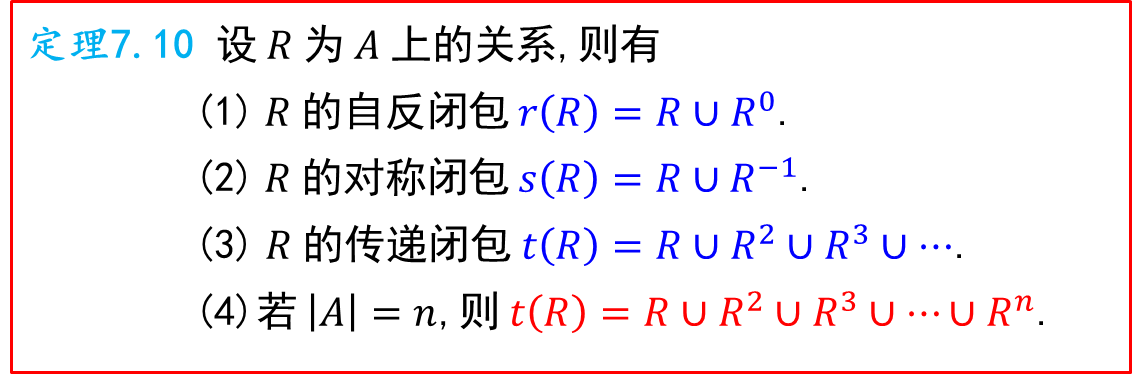 定理7.10 设 R 为 A 上的关系,则有
(1) R 的自反闭包 r(R) = R ∪ R⁰.
(2) R 的对称闭包 s(R) = R ∪ R⁻¹.
(3) R 的传递闭包 t(R) = R ∪ R² ∪ R³ ∪ ⋯.
(4)若 |A| = n,则 t(R) = R ∪ R² ∪ R³ ∪ ⋯ ∪ Rⁿ.